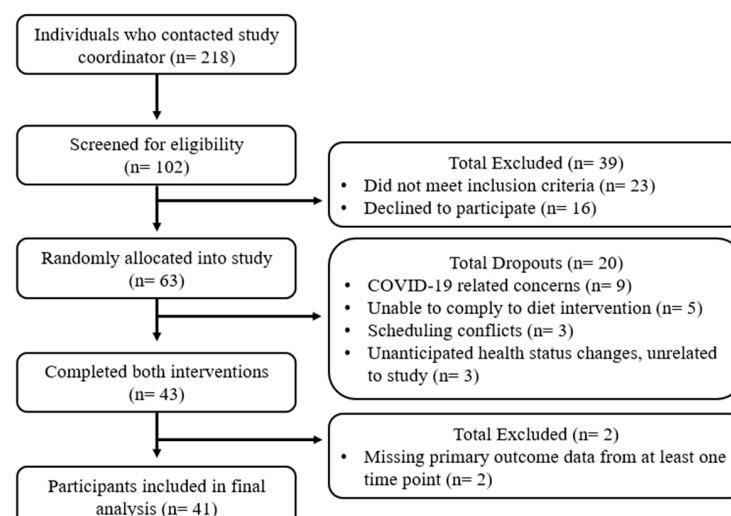 Individuals who contacted study
coordinator (n= 218)
Screened for eligibility
(n= 102)
Total Excluded (n= 39)
• Did not meet inclusion criteria (n= 23)
• Declined to participate (n= 16)
Randomly allocated into study
(n= 63)
Total Dropouts (n= 20)
• COVID-19 related concerns (n= 9)
• Unable to comply to diet intervention (n= 5)
• Scheduling conflicts (n= 3)
• Unanticipated health status changes, unrelated
to study (n= 3)
Completed both interventions
(n= 43)
Total Excluded (n= 2)
• Missing primary outcome data from at least one
time point (n= 2)
Participants included in final
analysis (n= 41)